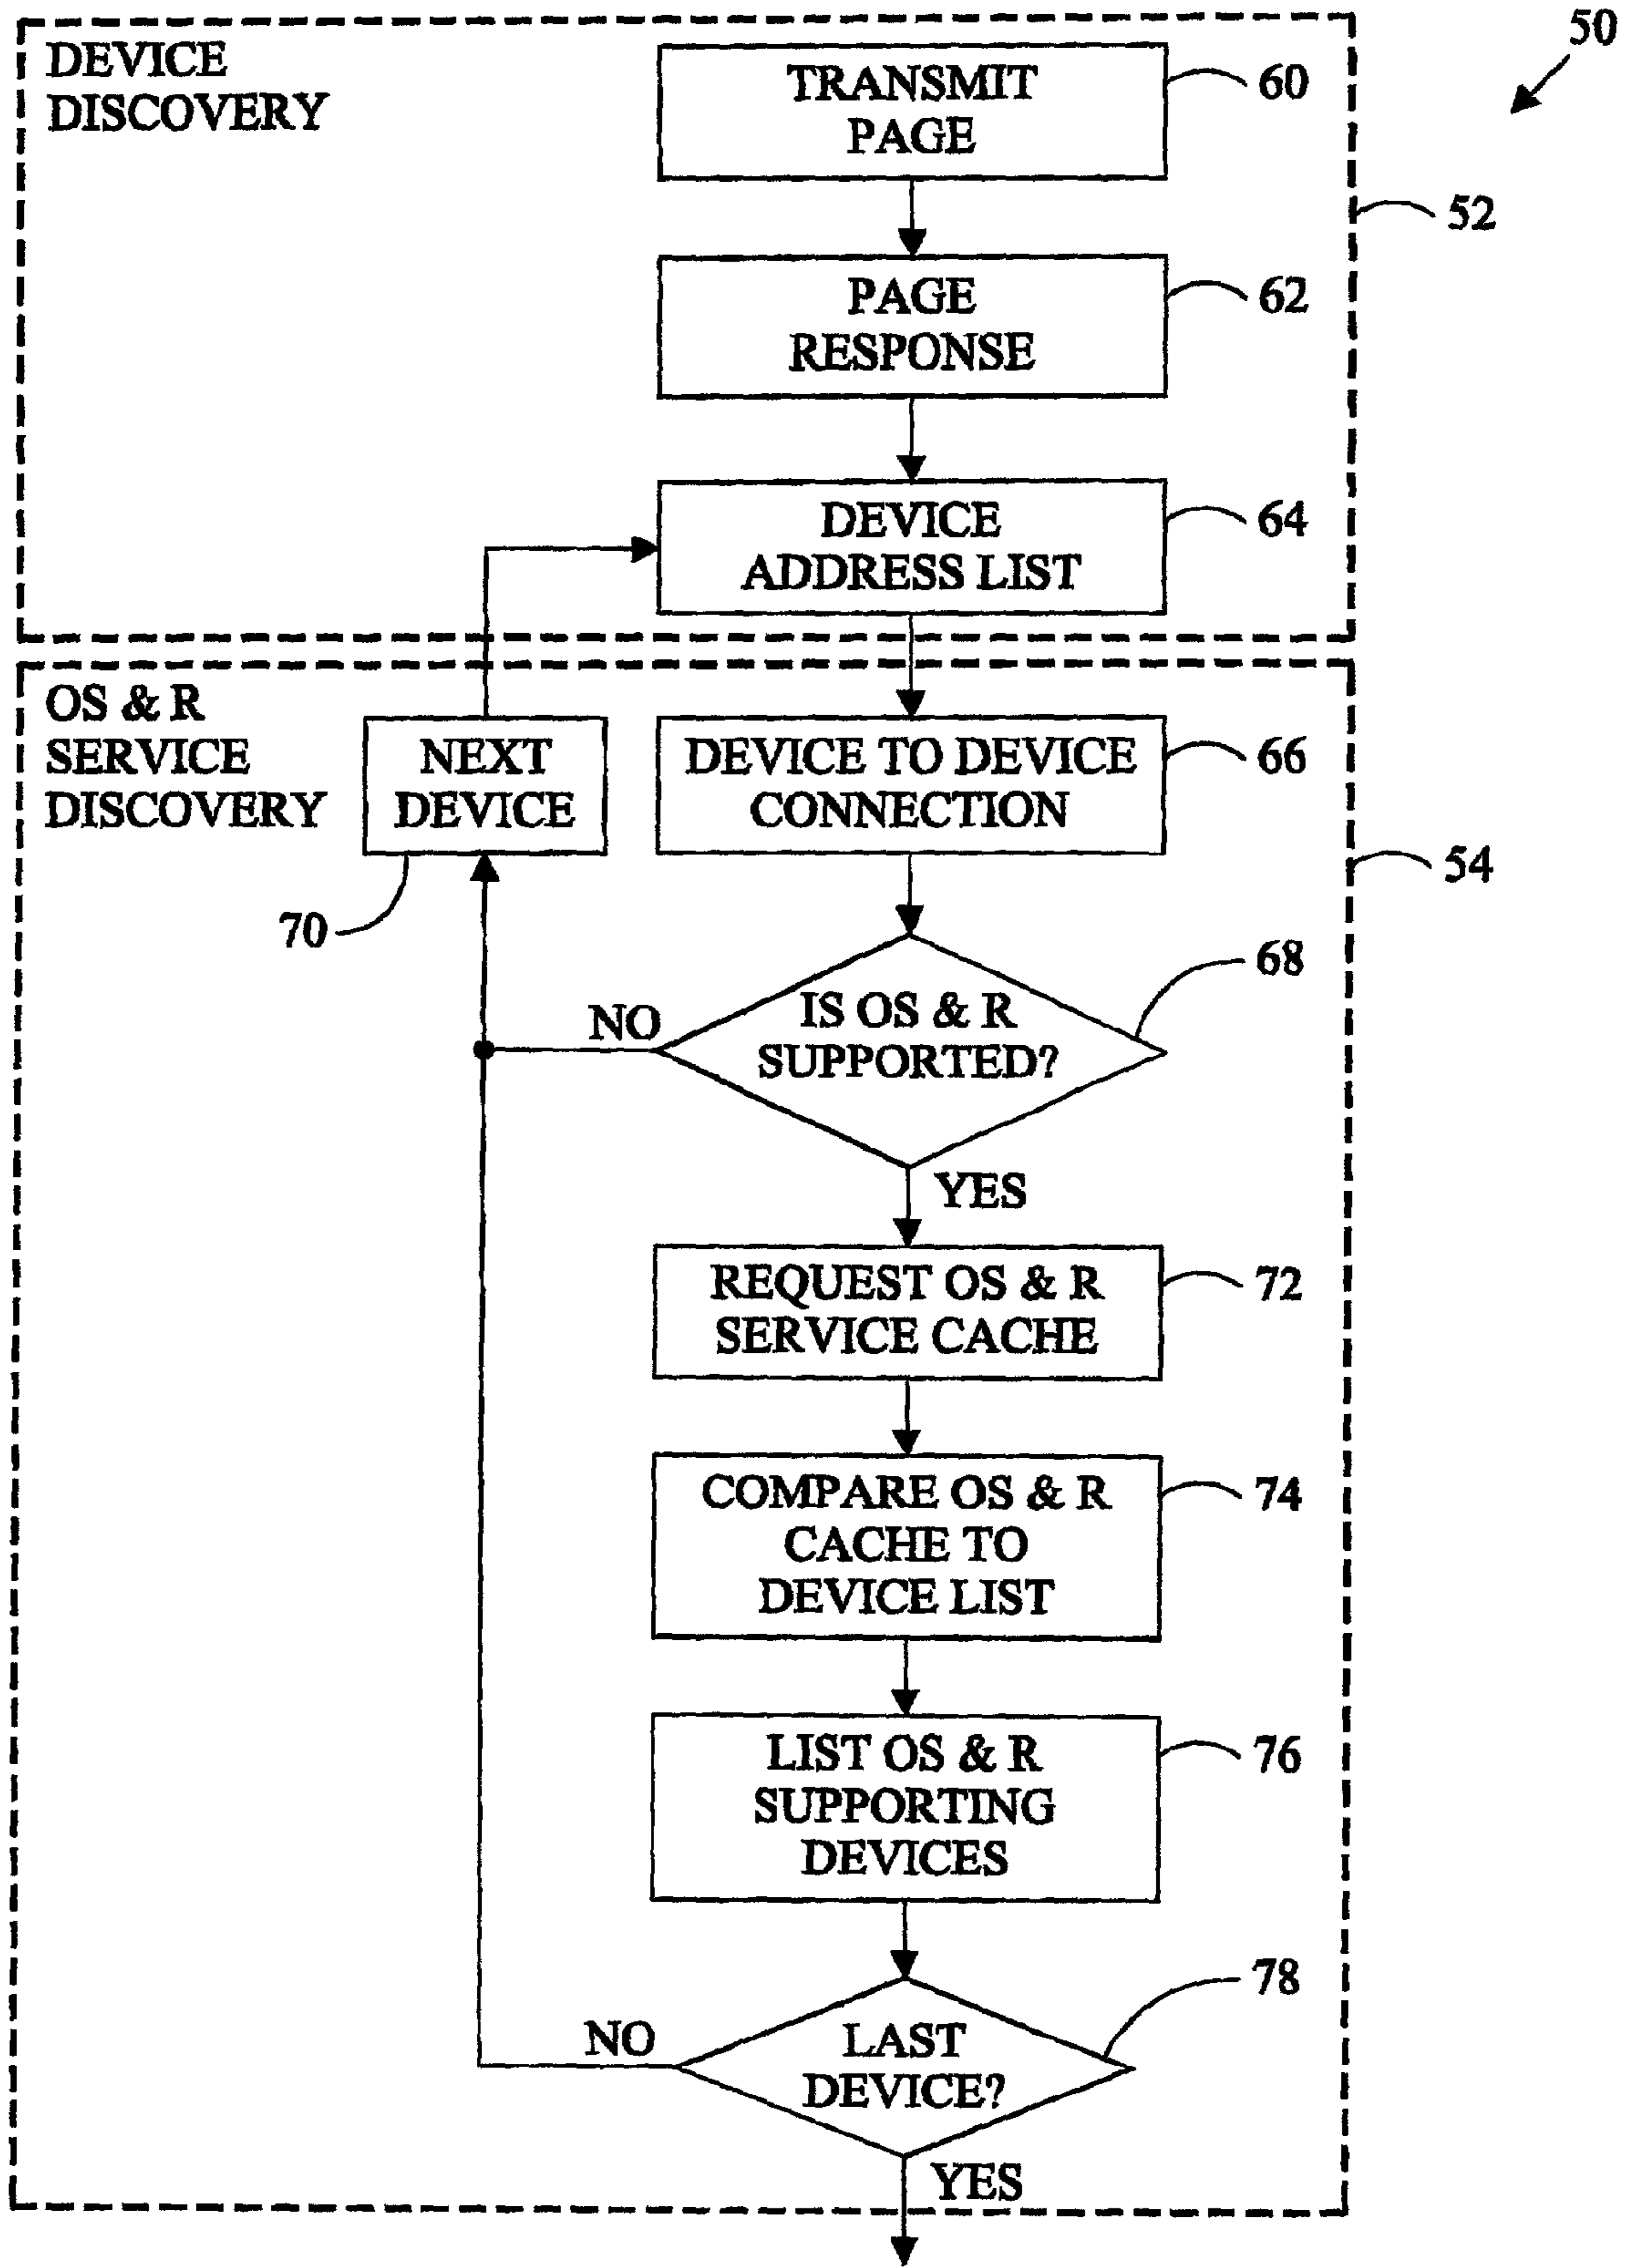 50
DEVICE
DISCOVERY
TRANSMIT
PAGE
60
52
PAGE
RESPONSE
62
DEVICE
ADDRESS LIST
64
OS & R
SERVICE
DISCOVERY
NEXT
DEVICE
70
DEVICE TO DEVICE
CONNECTION
66
54
IS OS & R
SUPPORTED?
68
NO
YES
REQUEST OS & R
SERVICE CACHE
72
COMPARE OS & R
CACHE TO
DEVICE LIST
74
LIST OS & R
SUPPORTING
DEVICES
76
LAST
DEVICE?
78
NO
YES